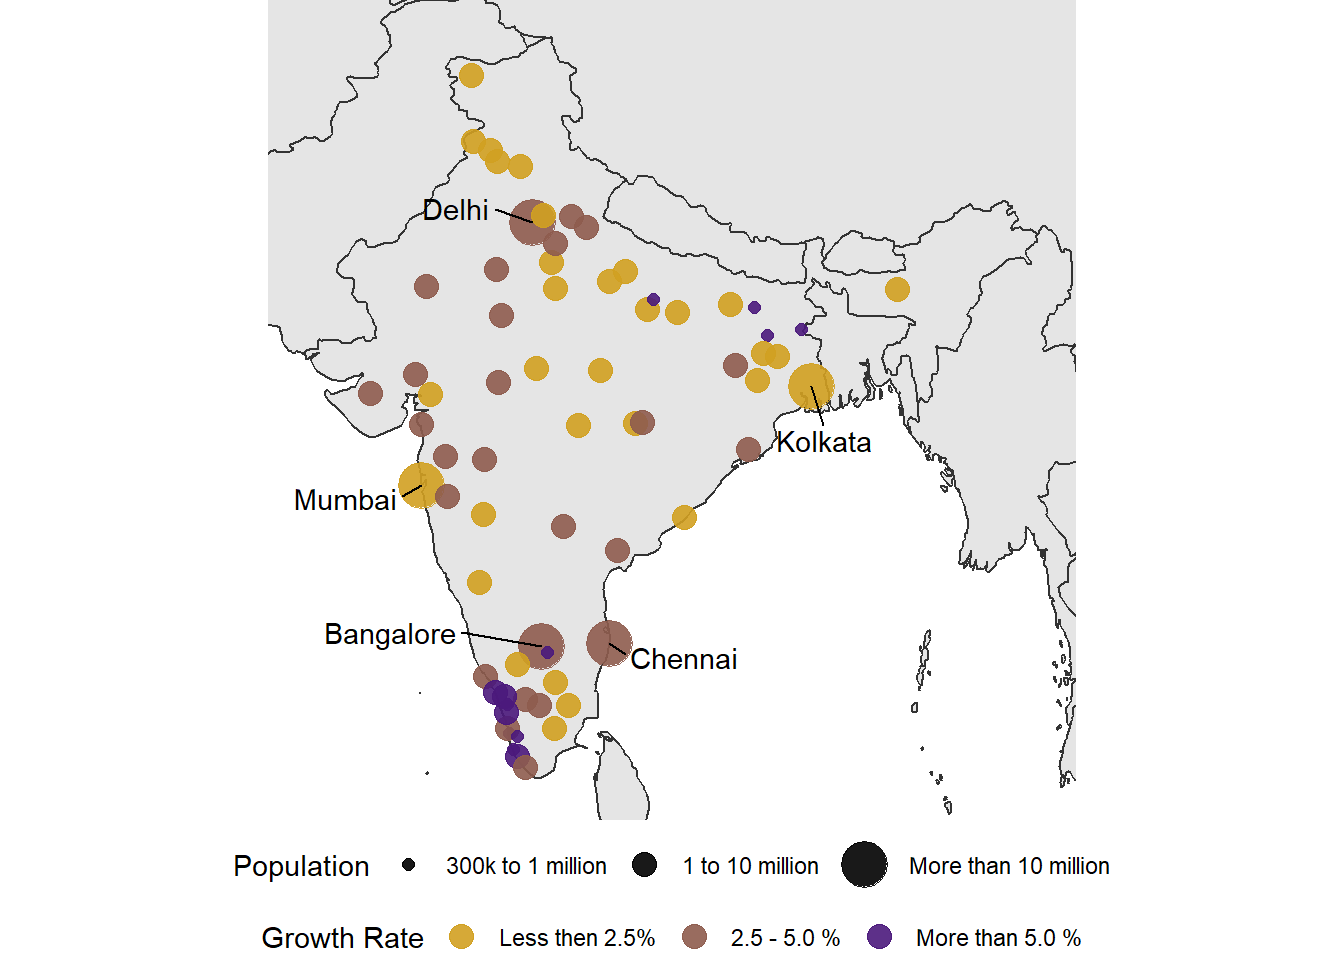 Delhi
Kolkata
Mumbai
Bangalore
Chennai
Population 300k to 1 million 1 to 10 million More than 10 million
Growth Rate Less then 2.5% 2.5 - 5.0 % More than 5.0 %